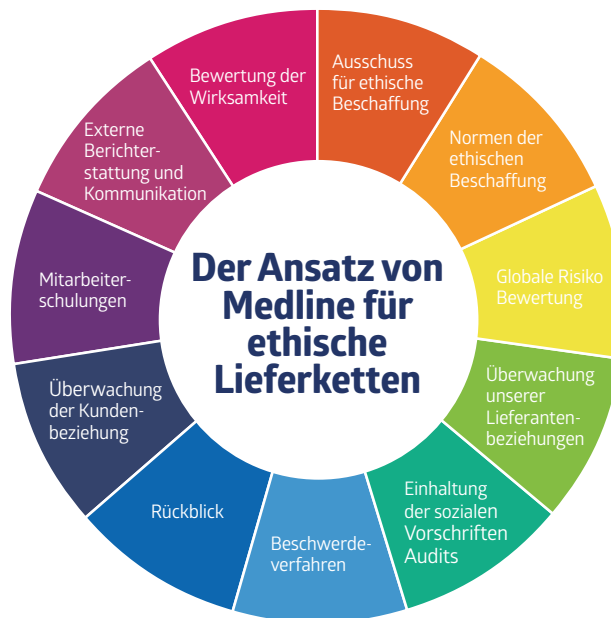 Der Ansatz von
Medline für
ethische
Lieferketten
Ausschuss
für ethische
Beschaffung
Normen der
ethischen
Beschaffung
Globale Risiko
Bewertung
Überwachung
unserer
Lieferanten-
beziehungen
Einhaltung
der sozialen
Vorschriften
Audits
Beschwerde-
verfahren
Rückblick
Überwachung
der Kunden-
beziehung
Mitarbeiter-
schulungen
Externe
Berichter-
stattung und
Kommunikation
Bewertung der
Wirksamkeit